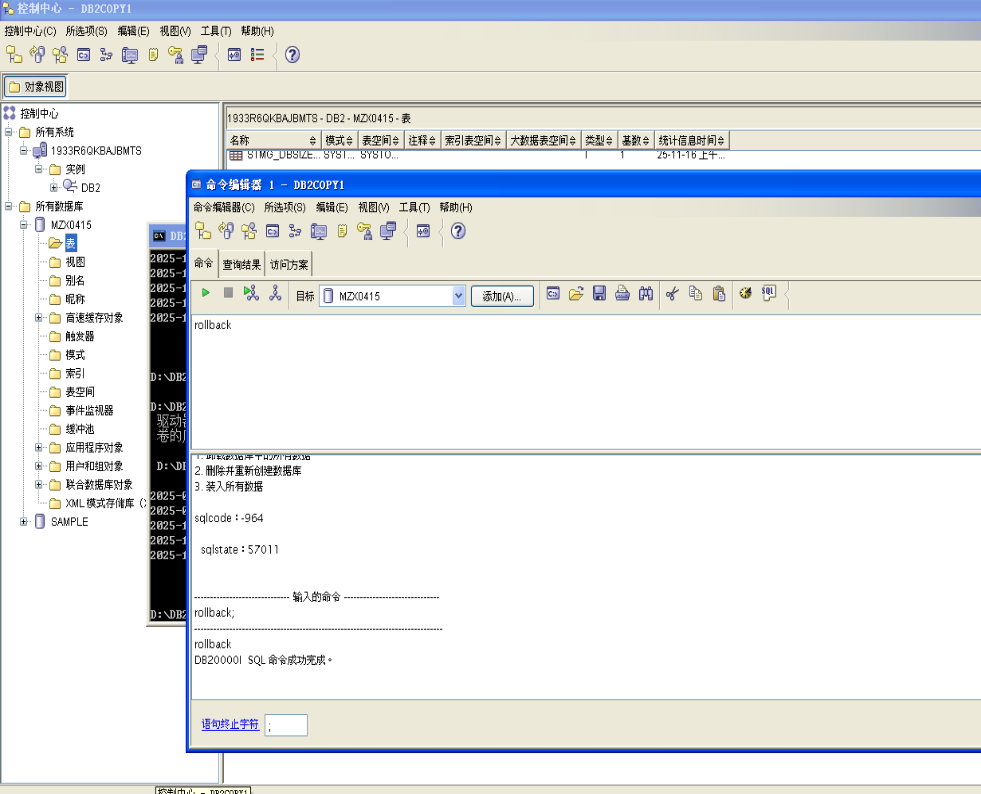 控制中心 - DB2COPY1
控制中心(C) 所选项(S) 编辑(E) 视图(V) 工具(T) 帮助(H)
对象视图
控制中心
所有系统
1933R6QKBAJBMTS
实例
DB2
所有数据库
MZX0415
表
视图
别名
昵称
高速缓存对象
触发器
模式
索引
表空间
事件监视器
缓冲池
应用程序对象
用户和组对象
联合数据库对象
XML 模式存储库
SAMPLE
1933R6QKBAJBMTS - DB2 - MZX0415 - 表
名称 模式 表空间 注释 索引表空间 大数据表空间 类型 基数 统计信息时间
STMG_DBSIZE... SYST... SYSTO... T 1 25-11-16 上午...
DB2
2025-1
2025-1
2025-1
2025-1
2025-1
D:\DB2
D:\DB2
驱动器
卷的
D:\DB
2025-0
2025-0
2025-1
2025-1
2025-1
D:\DB2
命令编辑器 1 - DB2COPY1
命令编辑器(C) 所选项(S) 编辑(E) 视图(V) 工具(T) 帮助(H)
命令 查询结果 访问方案
目标 MZX0415 添加(A)...
SQL
rollback
1. 卸载数据库中的所有数据
2. 删除并重新创建数据库
3. 装入所有数据
sqlcode：-964
sqlstate：57011
------------------------------ 输入的命令 ------------------------------
rollback;
------------------------------------------------------------------------------
rollback
DB20000I SQL 命令成功完成。
语句终止字符 ;
控制中心 - DB2COPY1